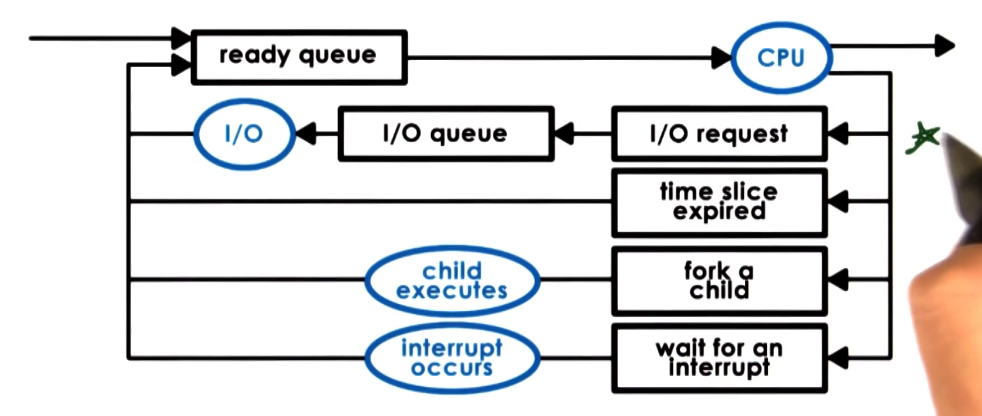 ready queue
CPU
I/O
I/O queue
I/O request
time slice
expired
child
executes
fork a
child
interrupt
occurs
wait for an
interrupt